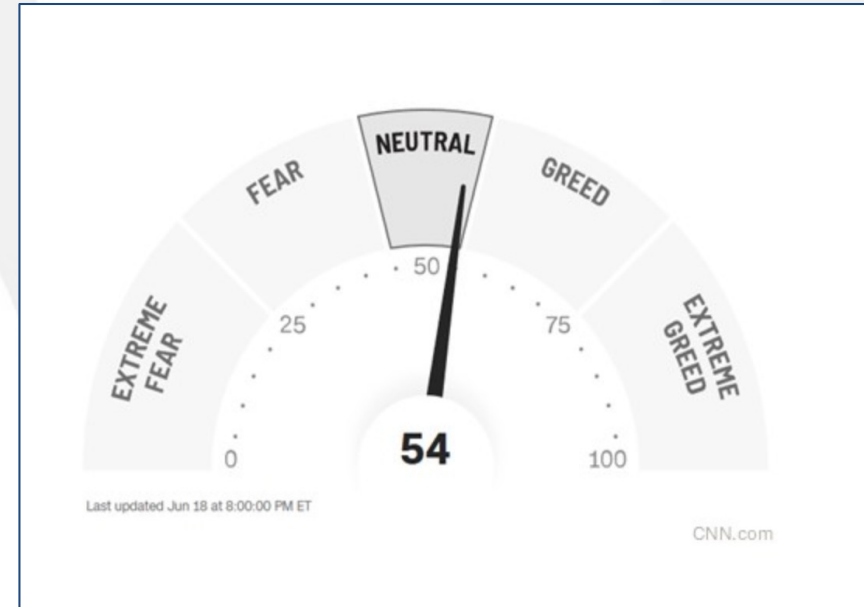 NEUTRAL
FEAR
GREED
EXTREME
FEAR
EXTREME
GREED
50
25
75
0
100
54
Last updated Jun 18 at 8:00:00 PM ET
CNN.com